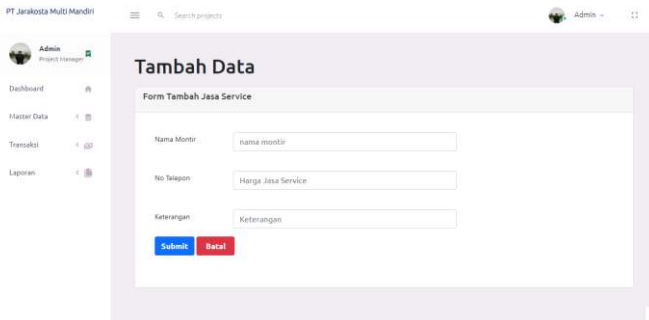 PT Jarakosta Multi Mandiri
Search projects
Admin
Admin
Project Manager
Dashboard
Master Data
Transaksi
Laporan
Tambah Data
Form Tambah Jasa Service
Nama Montir
nama montir
No Telepon
Harga Jasa Service
Keterangan
Keterangan
Submit
Batal